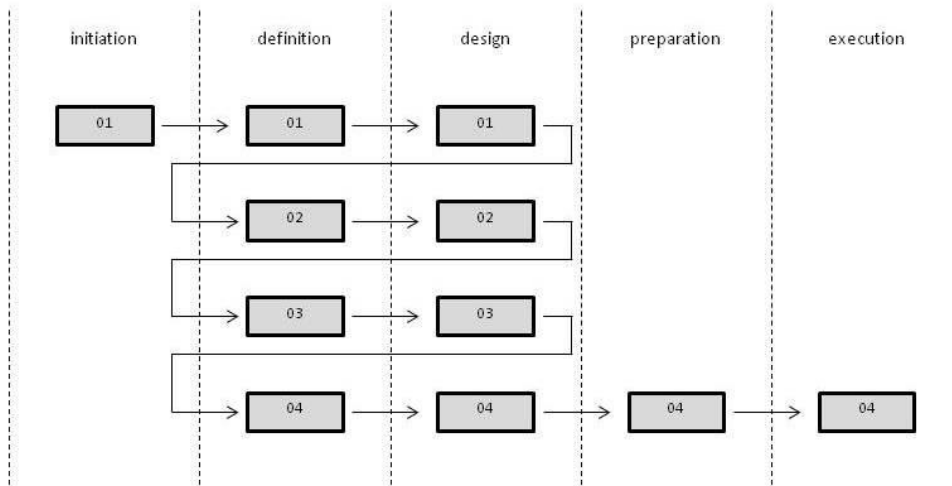 initiation definition design preparation execution
01 01 01
02 02
03 03
04 04 04 04